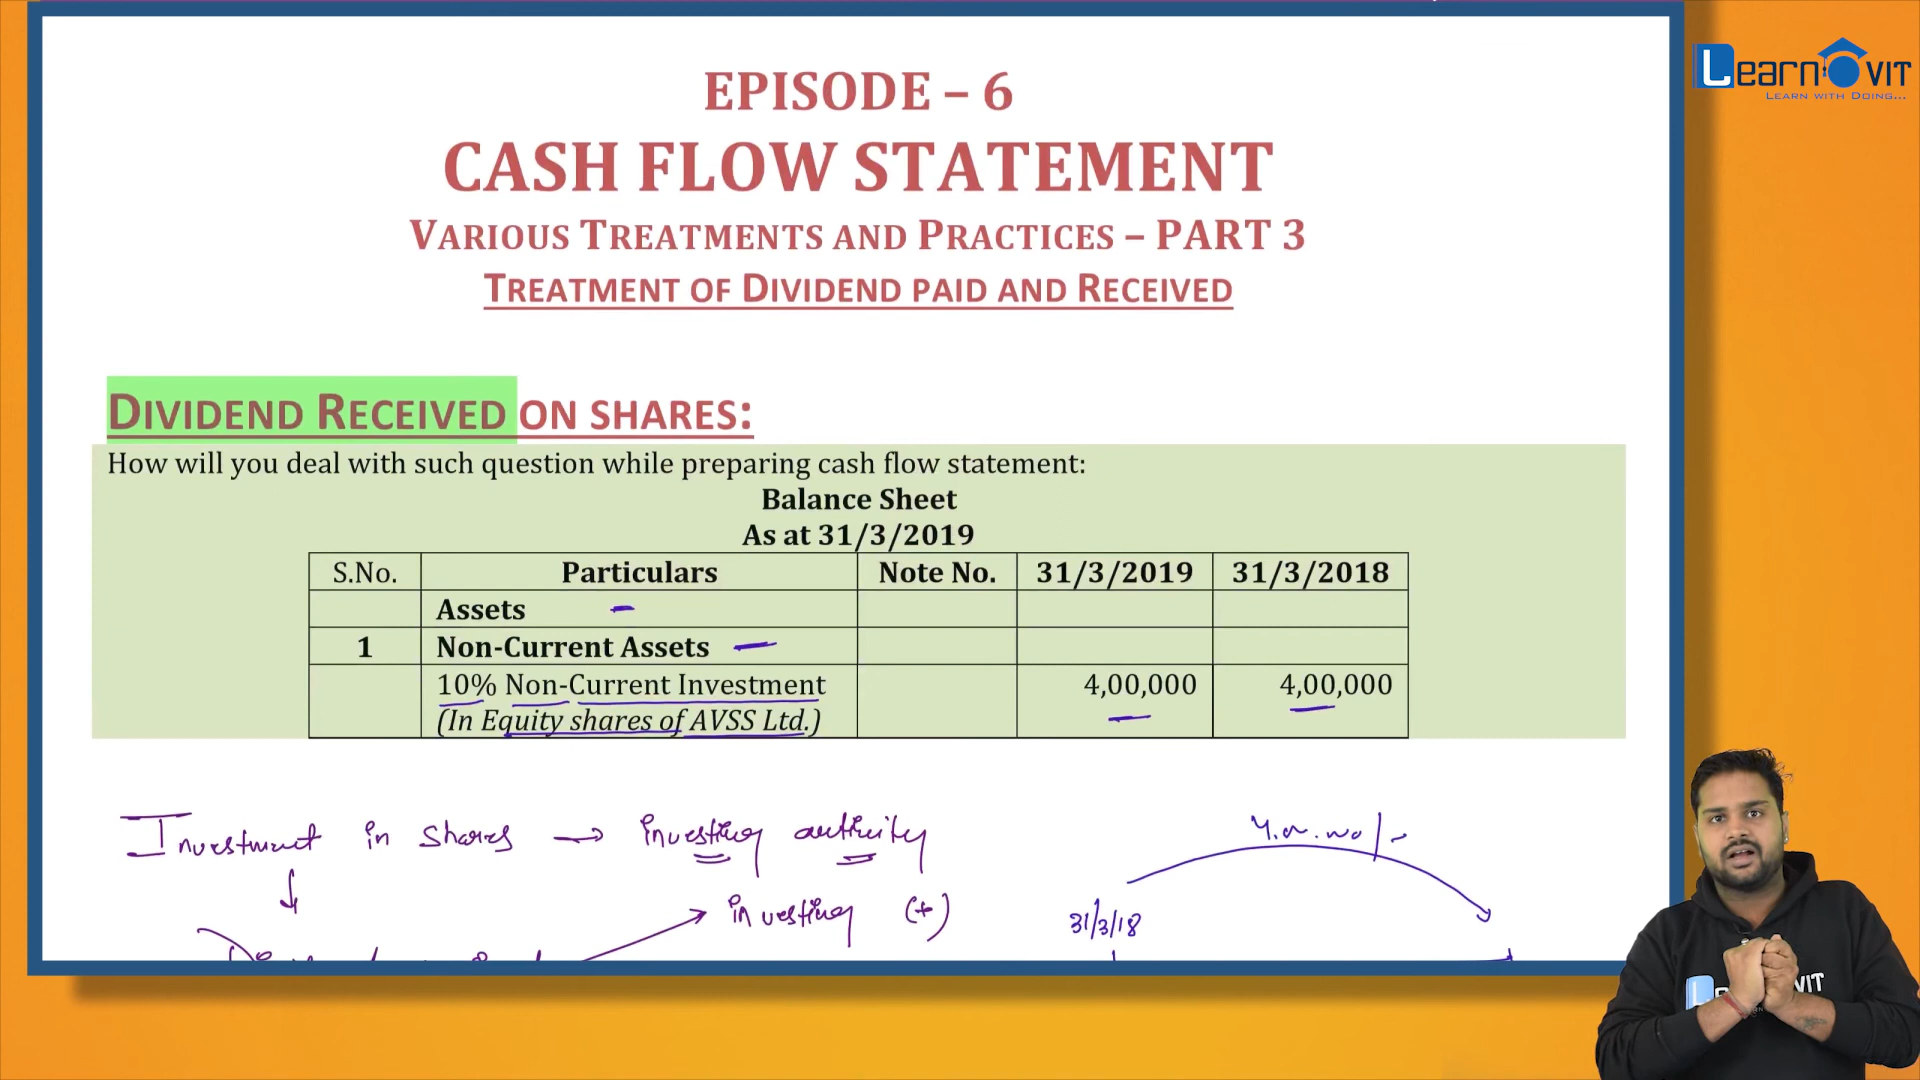 EPISODE – 6
CASH FLOW STATEMENT
VARIOUS TREATMENTS AND PRACTICES – PART 3
TREATMENT OF DIVIDEND PAID AND RECEIVED
LearnOVIT
LEARN WITH DOING...
DIVIDEND RECEIVED ON SHARES:
How will you deal with such question while preparing cash flow statement:
Balance Sheet
As at 31/3/2019
S.No. Particulars Note No. 31/3/2019 31/3/2018
Assets
1 Non-Current Assets
10% Non-Current Investment 4,00,000 4,00,000
(In Equity shares of AVSS Ltd.)
Investment in shares → investing
investing (+)
31/3/18